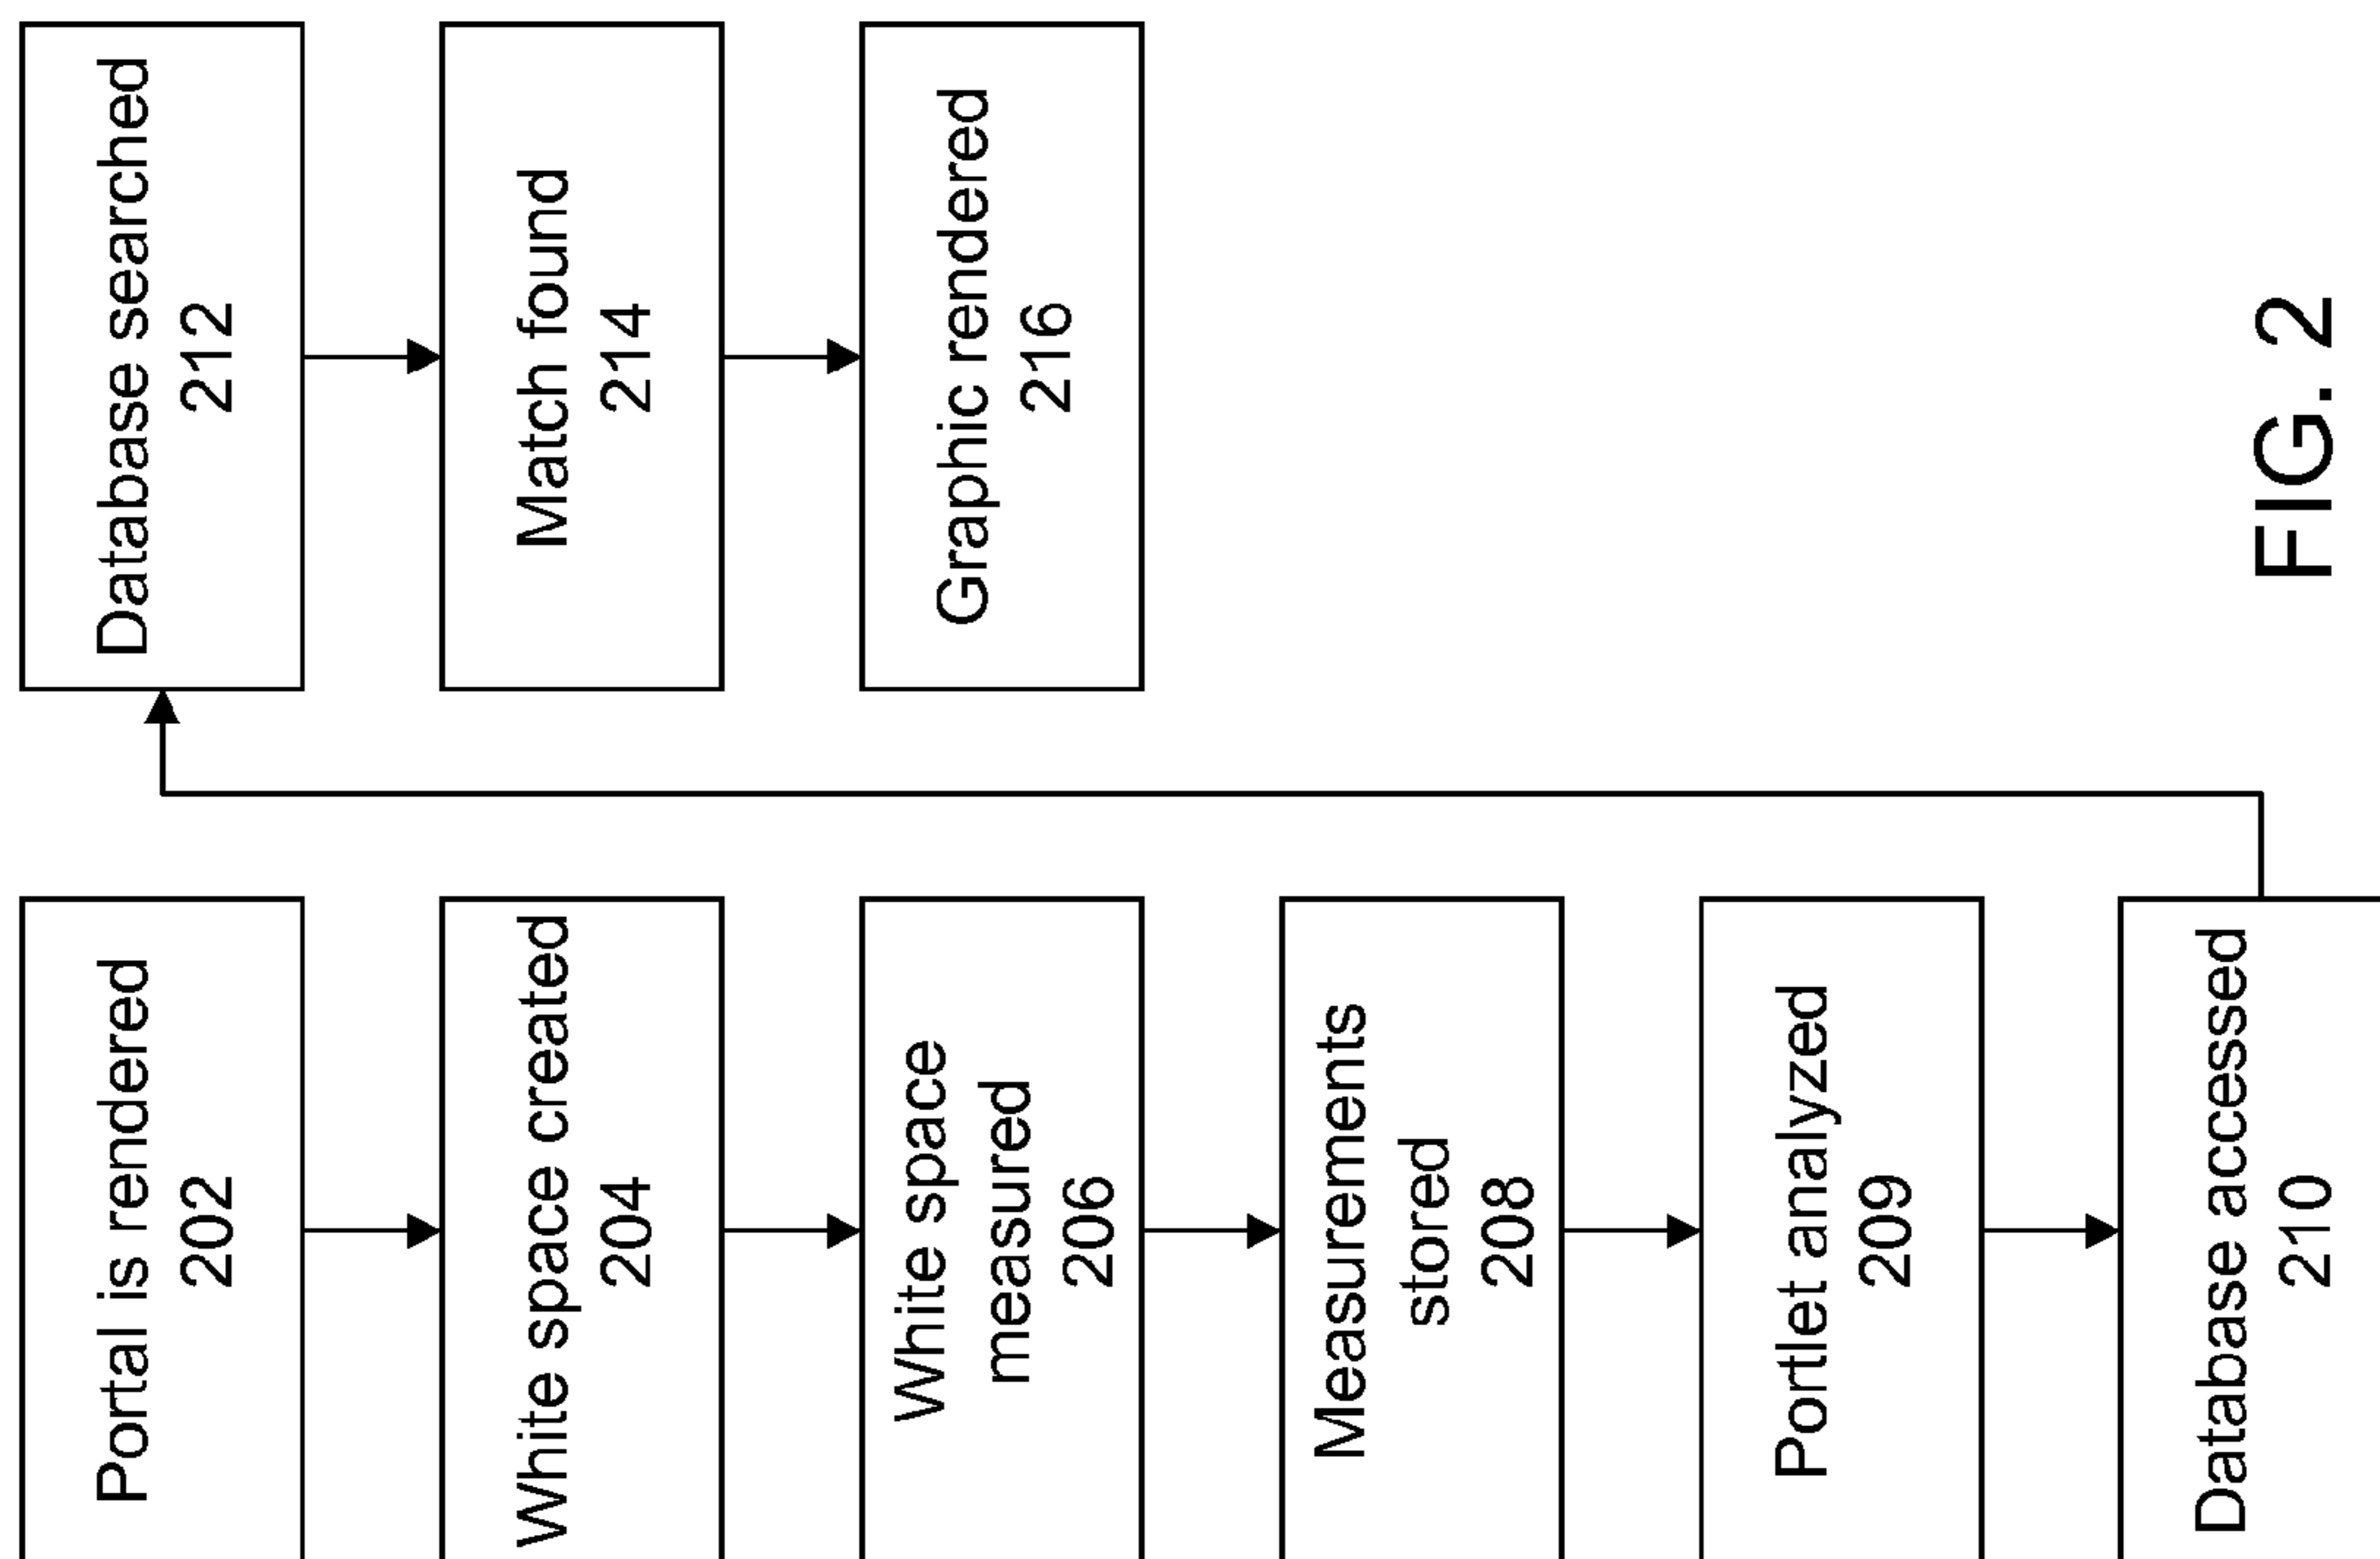 Portal is rendered
202
White space created
204
White space
measured
206
Measurements
stored
208
Portlet analyzed
209
Database accessed
210
Database searched
212
Match found
214
Graphic rendered
216
FIG. 2